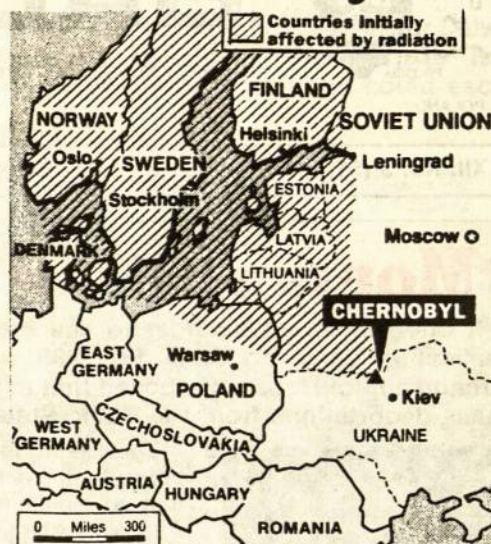 Countries initially
affected by radiation
FINLAND
NORWAY
SOVIET UNION
Helsinki
Oslo
SWEDEN
Leningrad
Stockholm
ESTONIA
LATVIA
Moscow
DENMARK
LITHUANIA
CHERNOBYL
EAST
GERMANY
Warsaw
POLAND
Kiev
WEST
GERMANY
CZECHOSLOVAKIA
UKRAINE
AUSTRIA
HUNGARY
0 Miles 300
ROMANIA